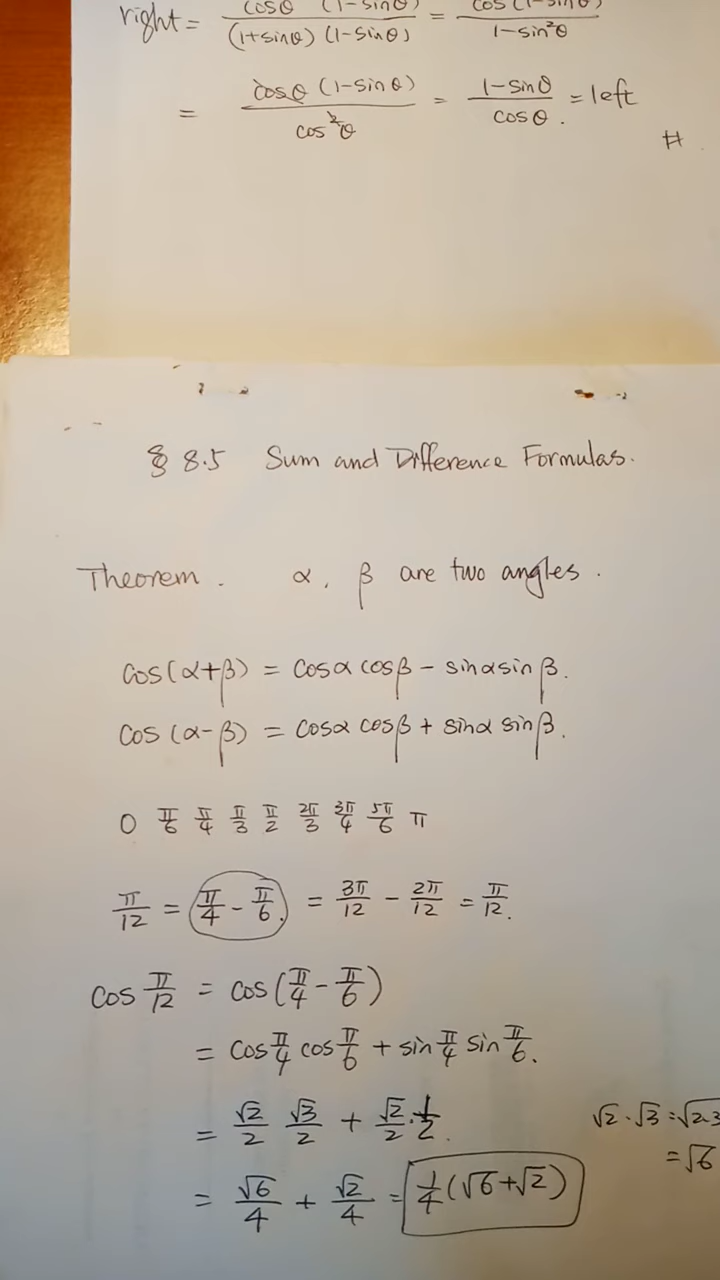 right = cosθ (1-sinθ) / (1+sinθ) (1-sinθ) = cos (1-sinθ) / 1-sin²θ
= cosθ (1-sinθ) / cos²θ = 1-sinθ / cosθ. = left
#
§ 8.5 Sum and Difference Formulas.
Theorem. α, β are two angles.
cos(α+β) = cosα cosβ - sinα sinβ.
cos(α-β) = cosα cosβ + sinα sinβ.
0 π/6 π/4 π/3 π/2 2π/3 3π/4 5π/6 π
π/12 = (π/4 - π/6.) = 3π/12 - 2π/12 = π/12.
cos π/12 = cos(π/4 - π/6)
= cos π/4 cos π/6 + sin π/4 sin π/6.
= √2/2 √3/2 + √2/2 · 1/2.
√2 · √3 = √2·3
= √6
= √6/4 + √2/4 = 1/4 (√6+√2)